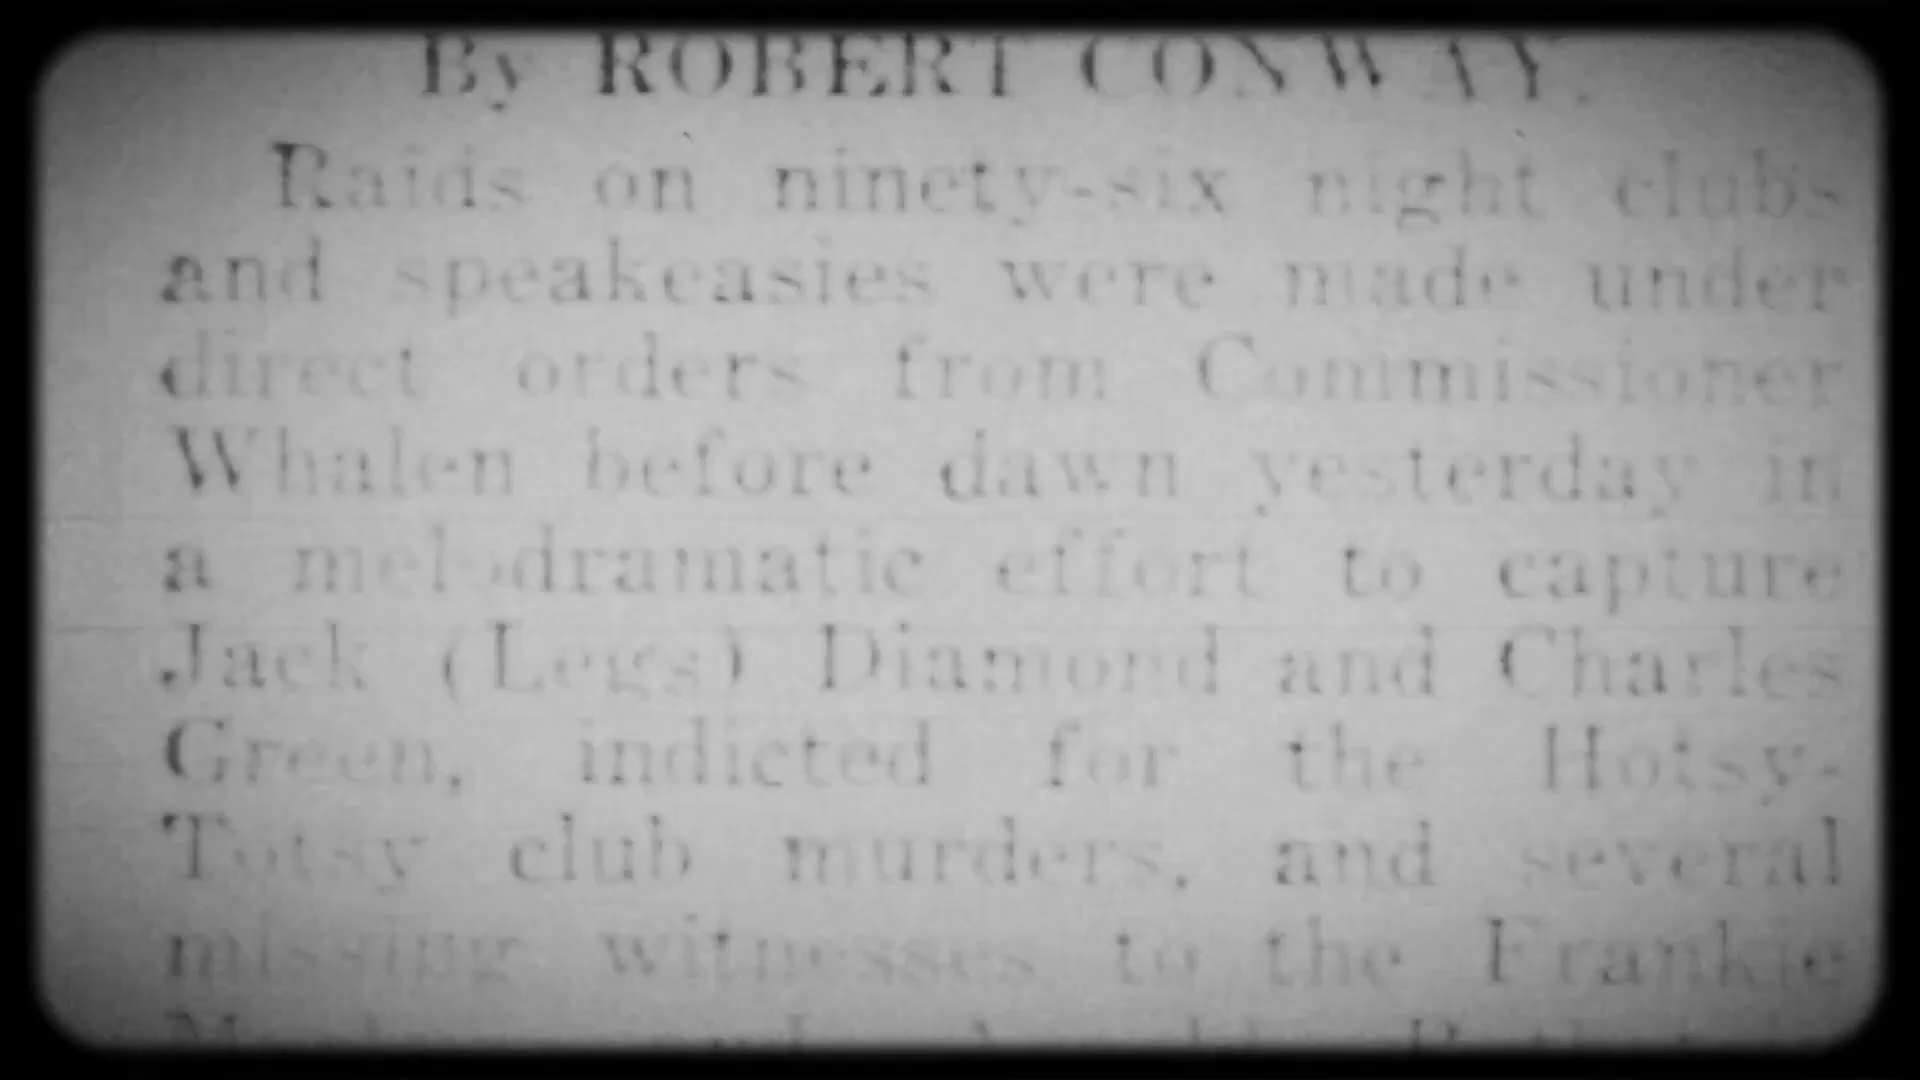 By ROBERT CONWAY.
Raids on ninety-six night clubs
and speakeasies were made under
direct orders from Commissioner
Whalen before dawn yesterday in
a melodramatic effort to capture
Jack (Legs) Diamond and Charles
Green, indicted for the Hotsy-
Totsy club murders, and several
missing witnesses to the Frankie